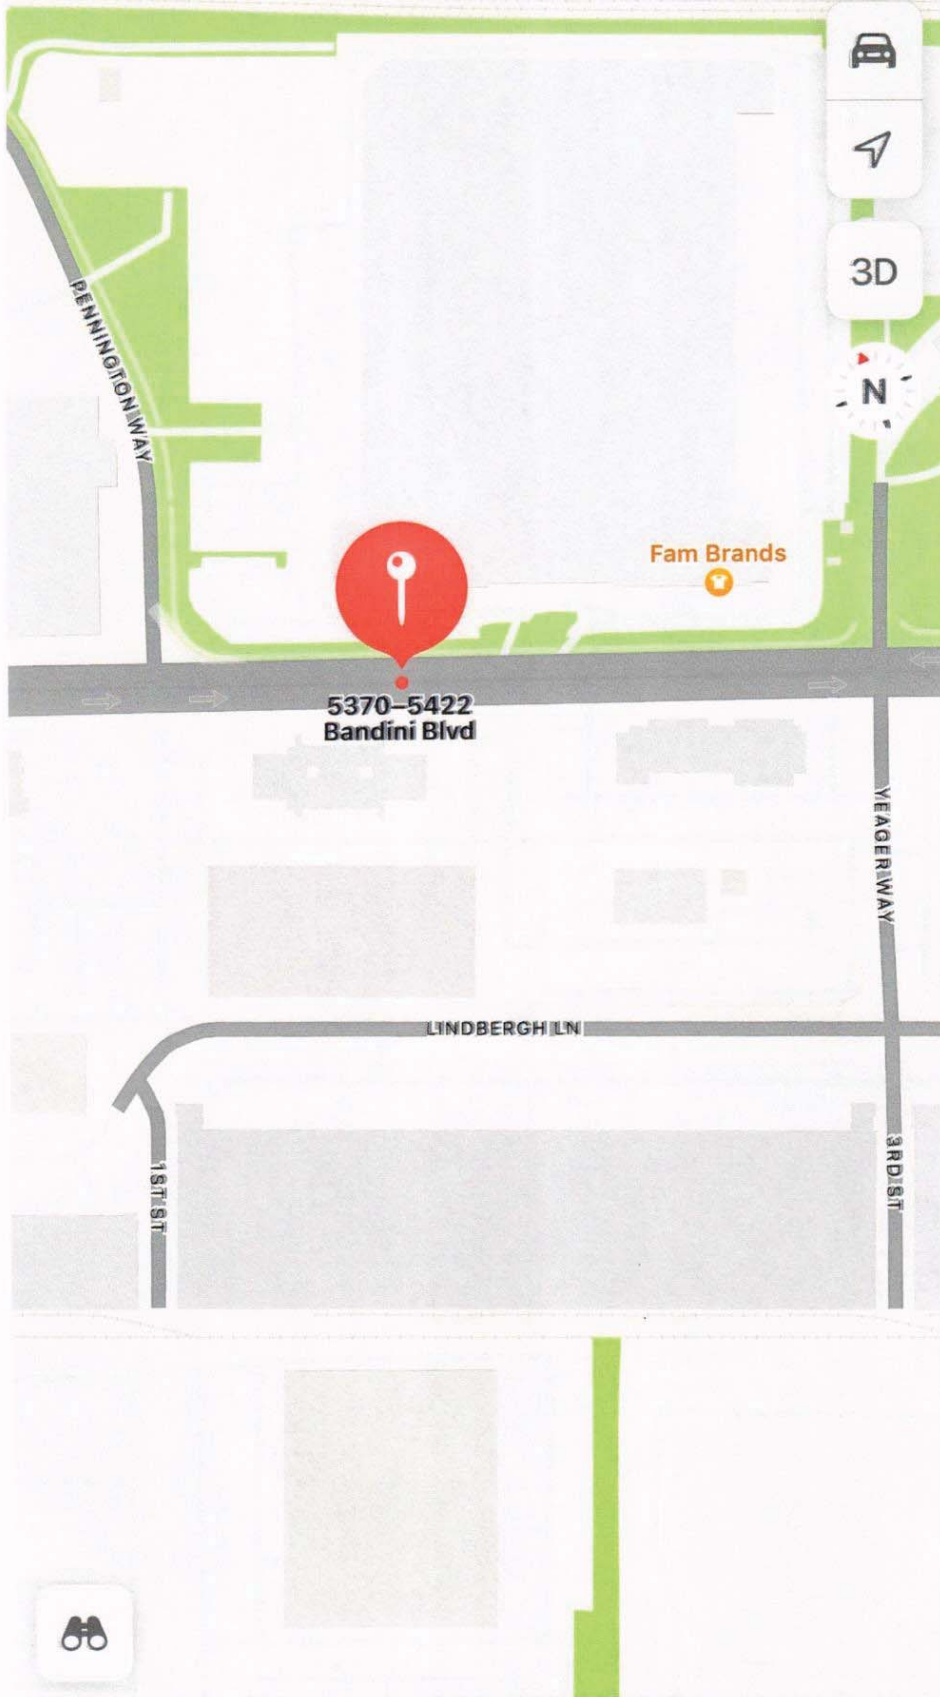 3D
N
PENNINGTON WAY
Fam Brands
5370–5422
Bandini Blvd
YEAGER WAY
LINDBERGH LN
1ST ST
3RD ST